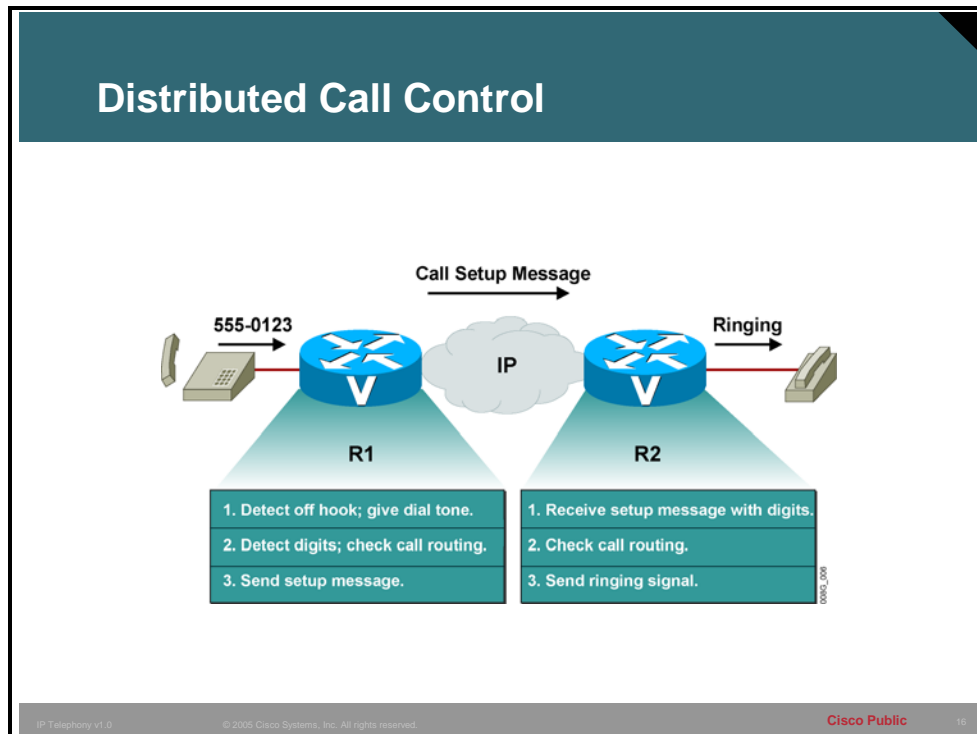 Distributed Call Control
Call Setup Message
555-0123
Ringing
IP
V
V
R1
R2
1. Detect off hook; give dial tone.
2. Detect digits; check call routing.
3. Send setup message.
1. Receive setup message with digits.
2. Check call routing.
3. Send ringing signal.
008G_006
IP Telephony v1.0
© 2005 Cisco Systems, Inc. All rights reserved.
Cisco Public
16